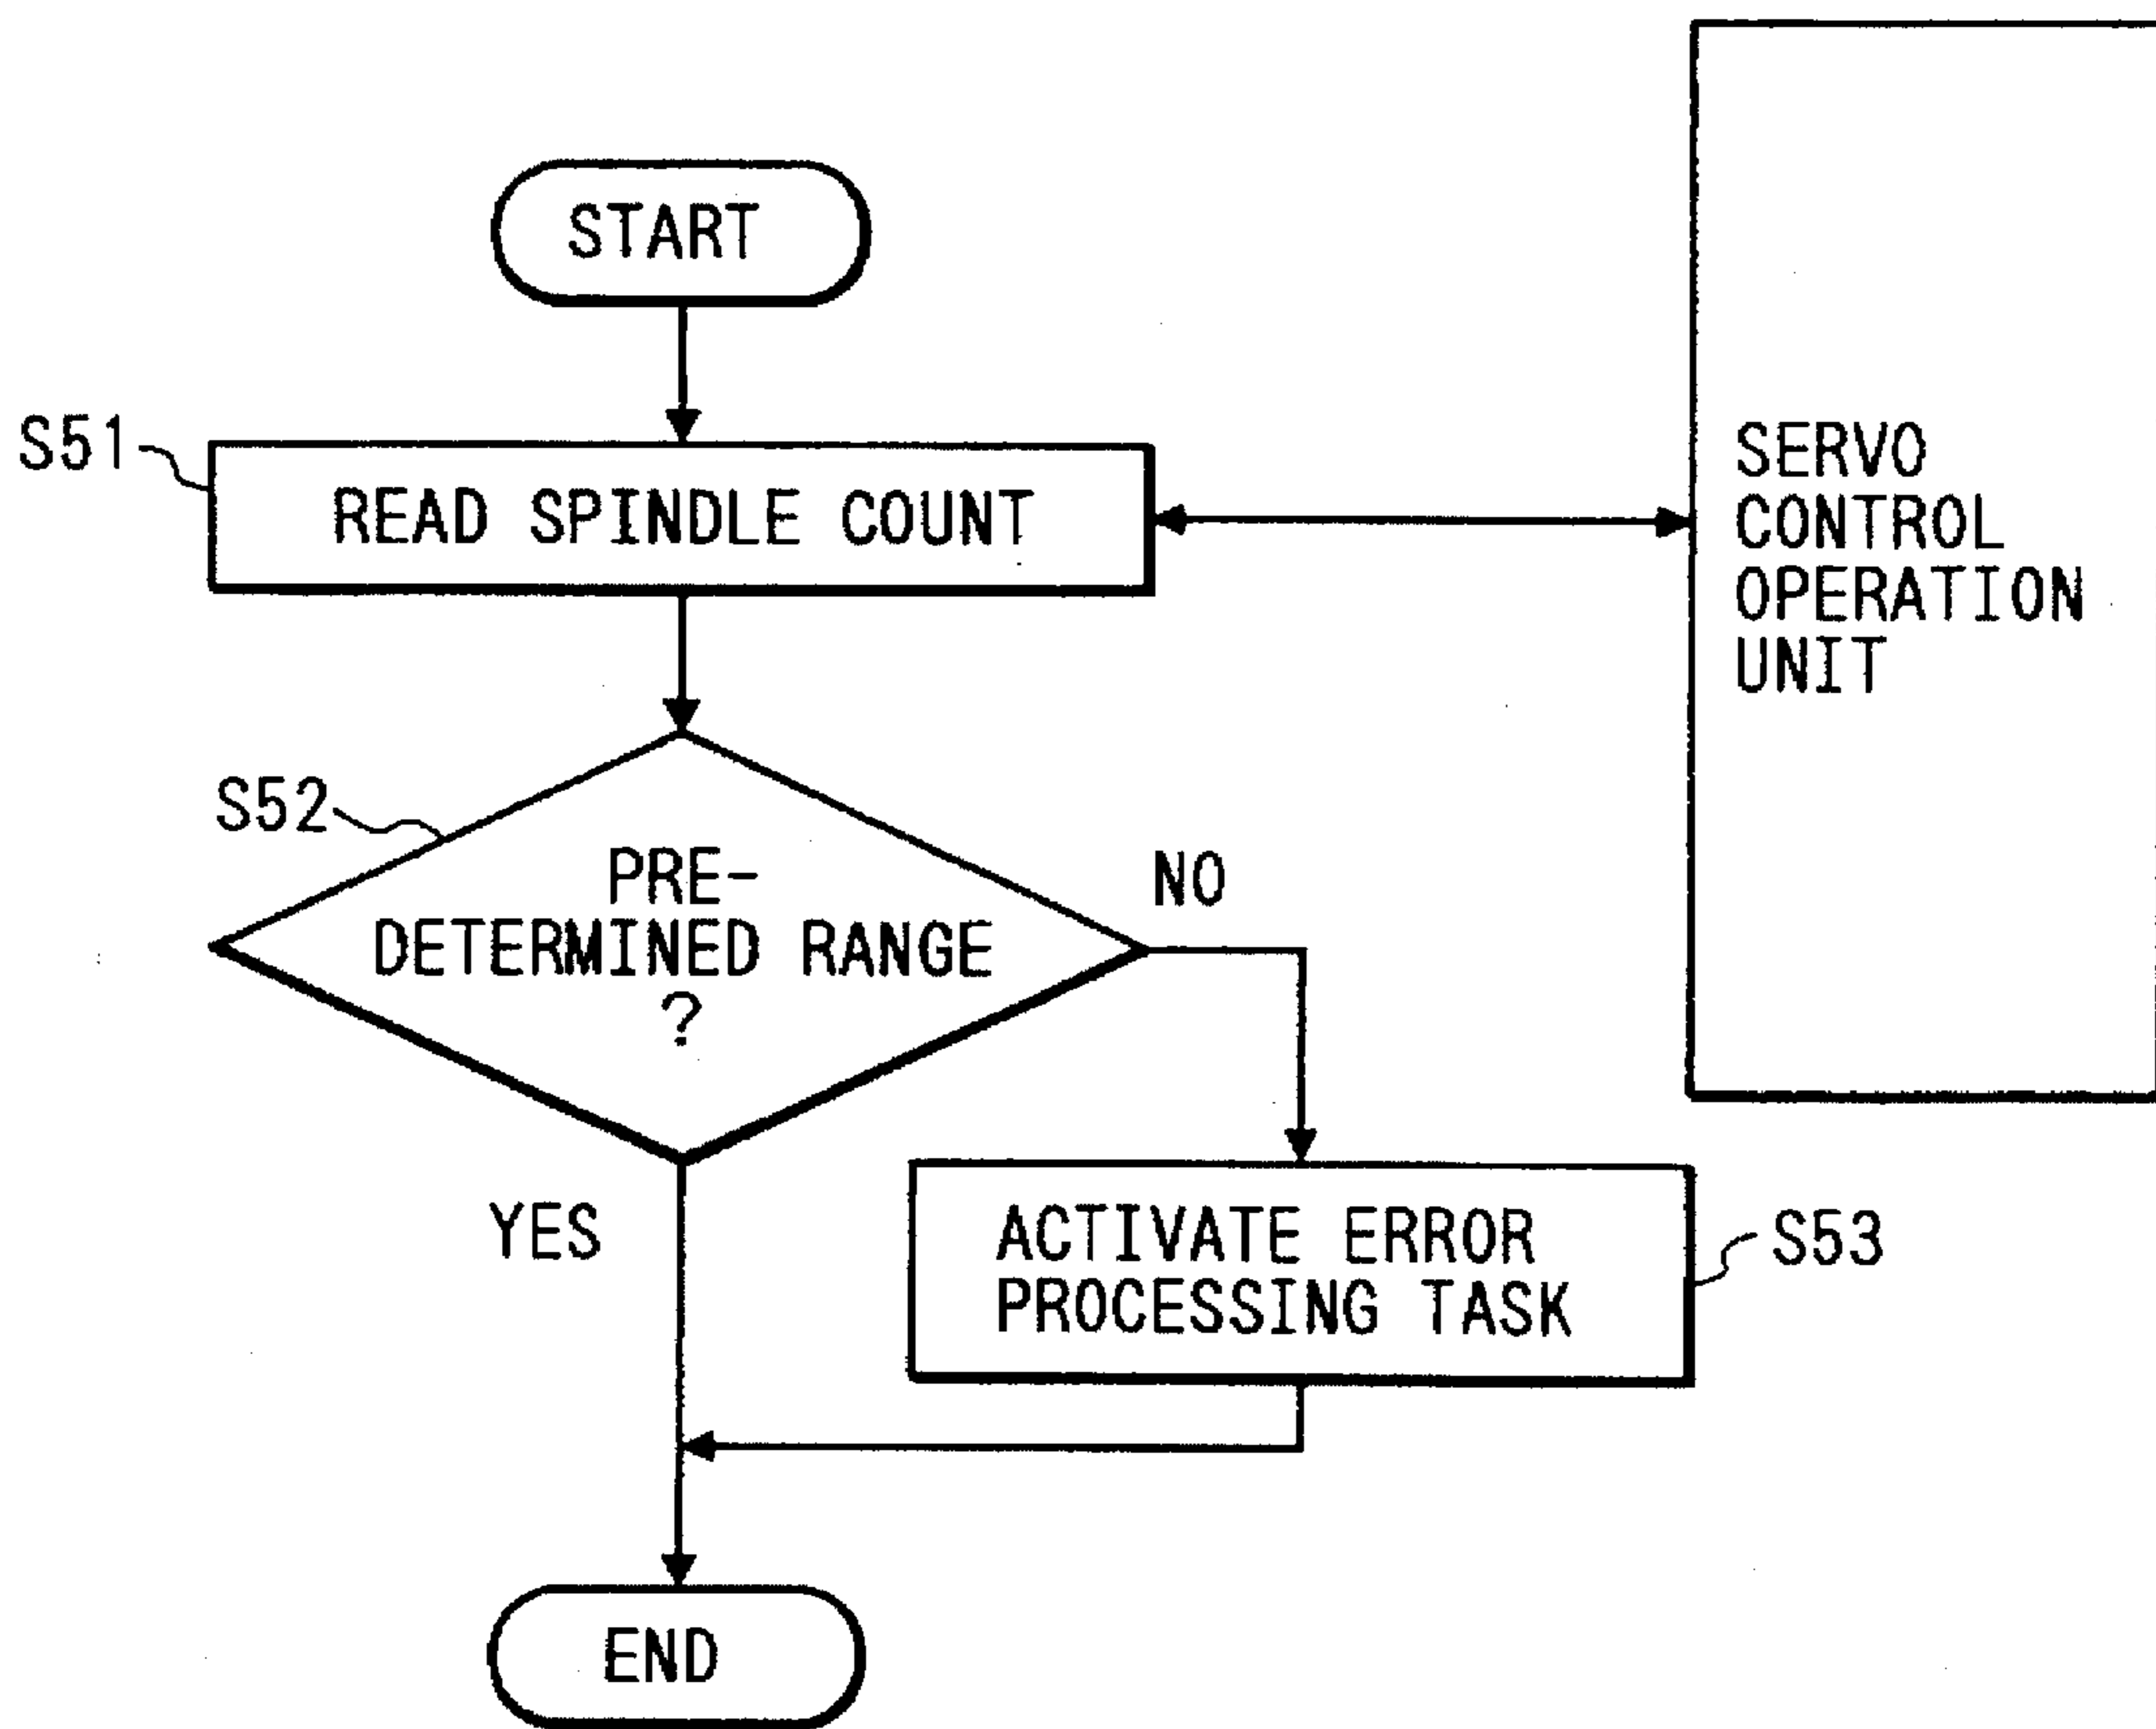 START
S51
READ SPINDLE COUNT
SERVO
CONTROL
OPERATION
UNIT
S52
PRE-
DETERMINED RANGE
?
NO
YES
ACTIVATE ERROR
PROCESSING TASK
S53
END